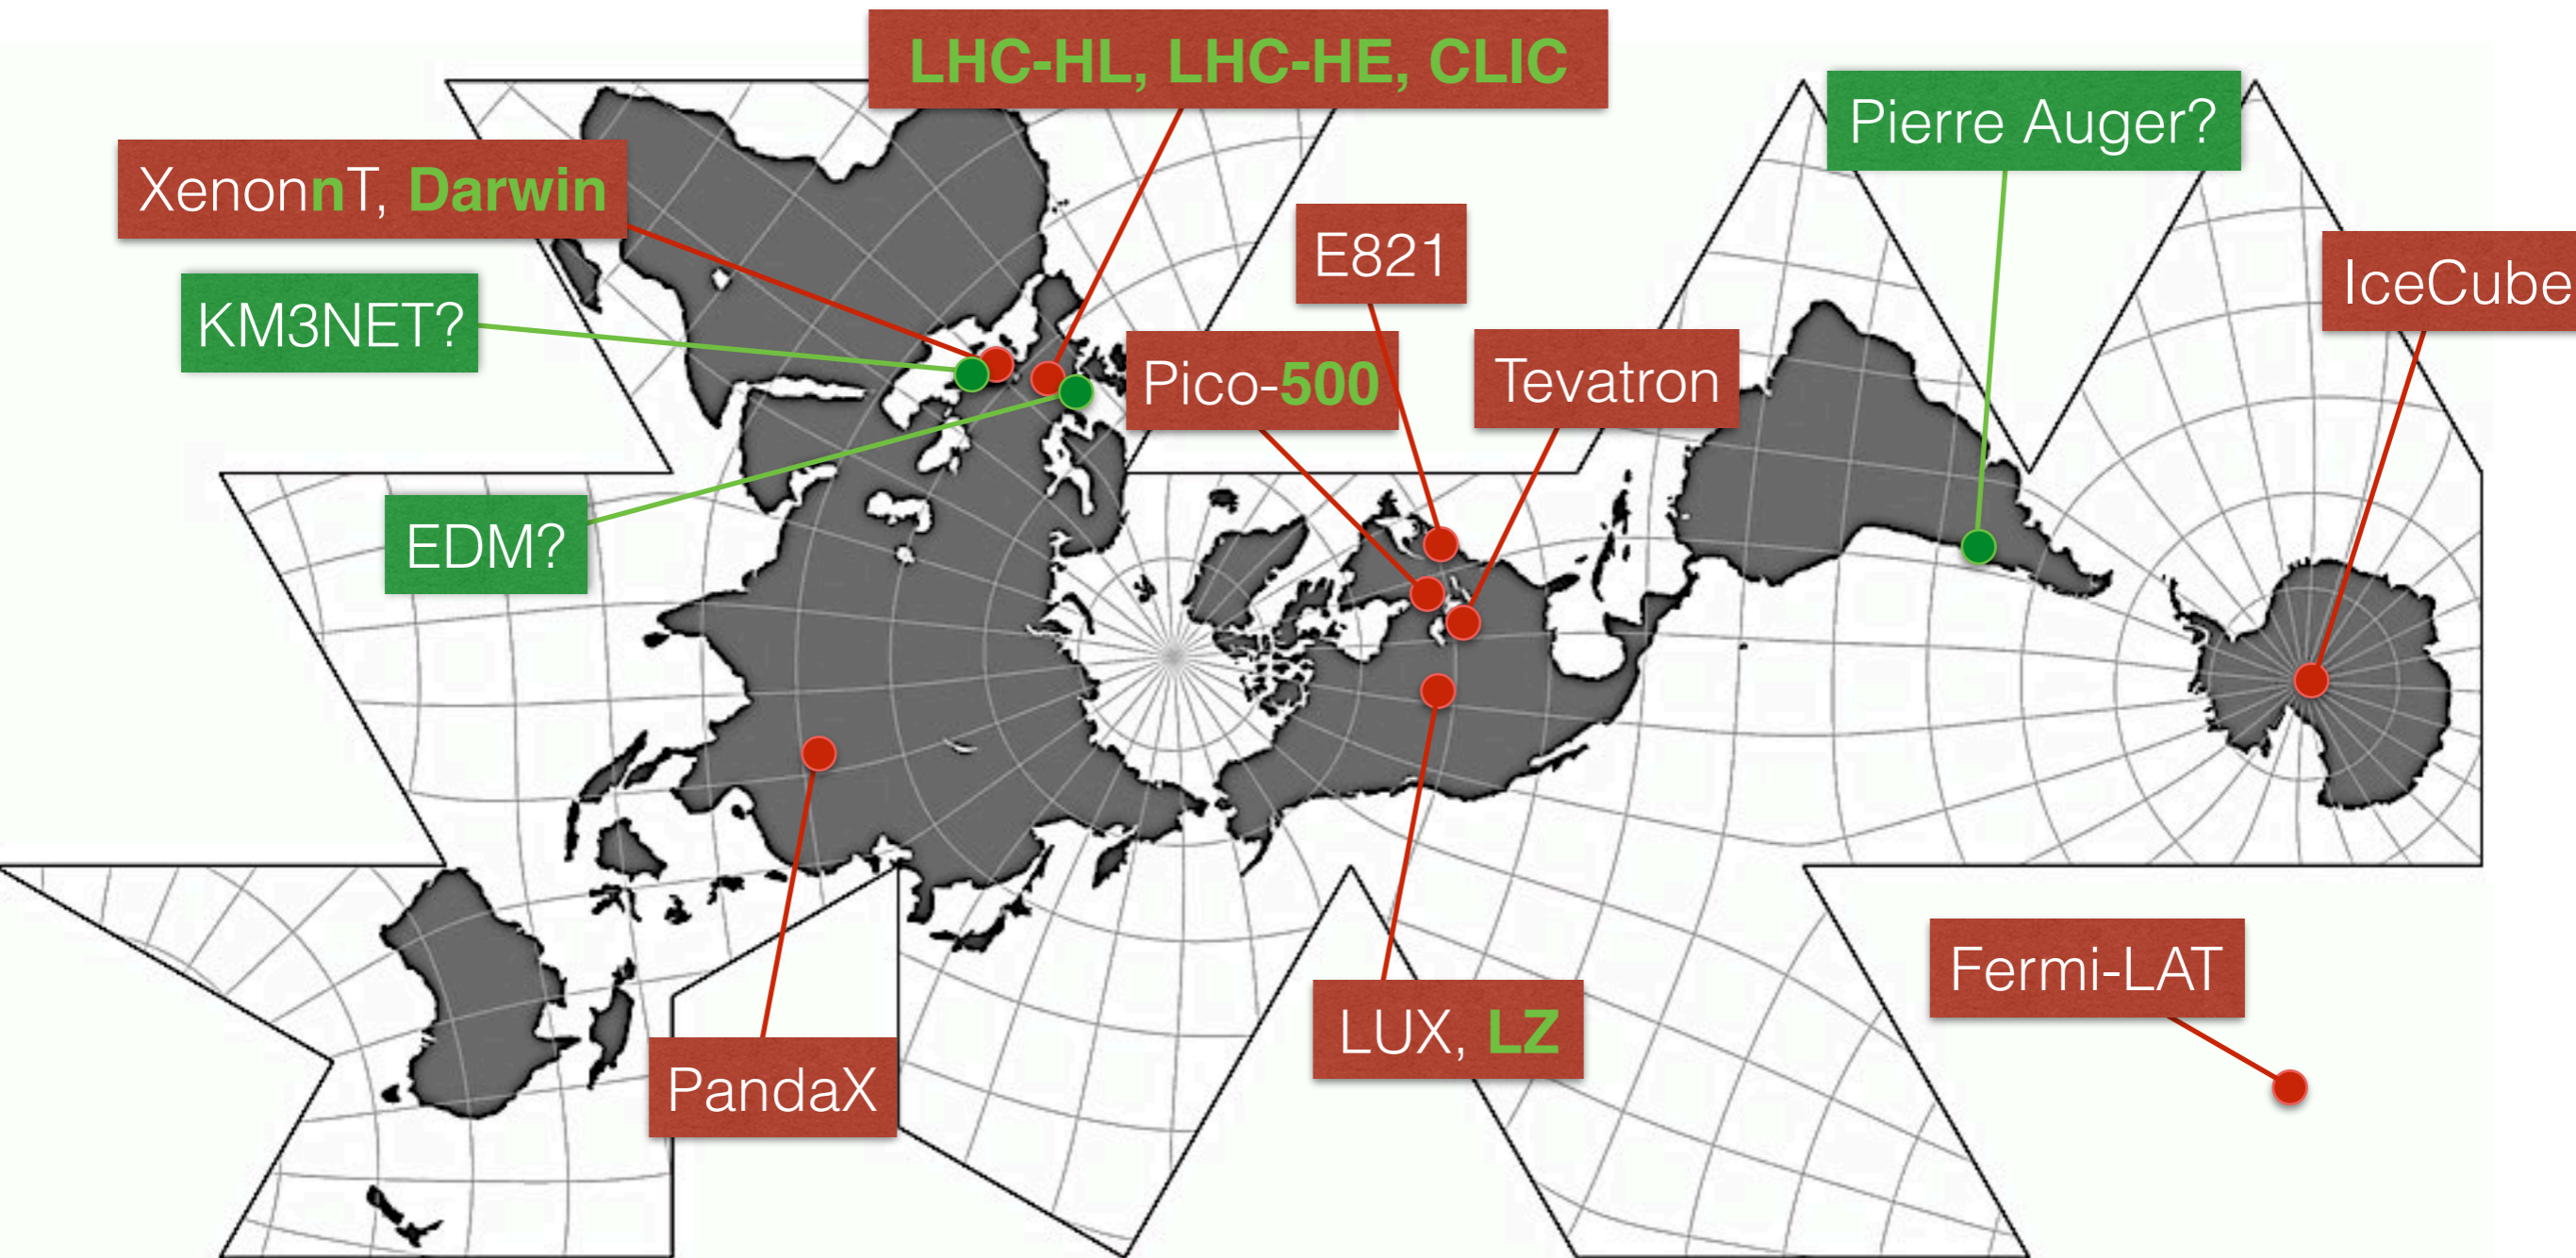 LHC-HL, LHC-HE, CLIC
Pierre Auger?
XenonnT, Darwin
E821
IceCube
KM3NET?
Pico-500
Tevatron
EDM?
Fermi-LAT
LUX, LZ
PandaX